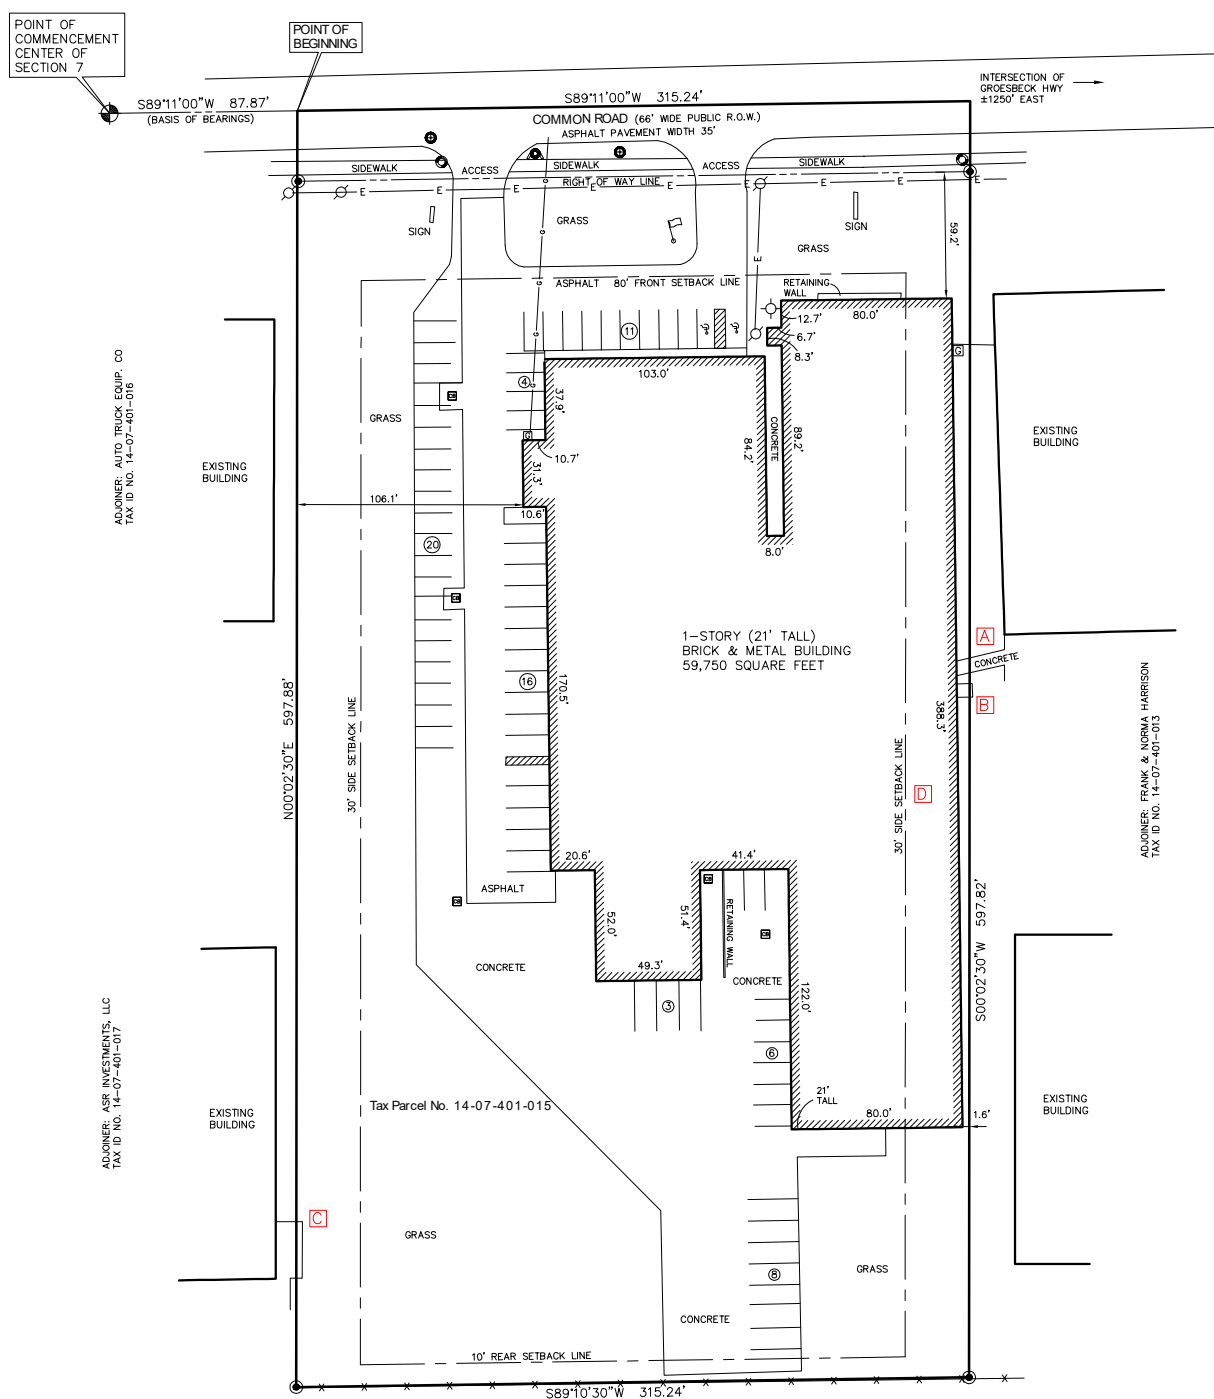 POINT OF
COMMENCEMENT
CENTER OF
SECTION 7
POINT OF
BEGINNING
INTERSECTION OF
GROESBECK HWY
±1250' EAST
S89°11'00"W 87.87'
(BASIS OF BEARINGS)
S89°11'00"W 315.24'
COMMON ROAD (66' WIDE PUBLIC R.O.W.)
ASPHALT PAVEMENT WIDTH 35'
SIDEWALK
ACCESS
SIDEWALK
ACCESS
SIDEWALK
RIGHT OF WAY LINE
E
E
E
E
E
E
E
E
E
E
G
G
G
G
G
SIGN
GRASS
SIGN
GRASS
59.2'
ASPHALT
80' FRONT SETBACK LINE
RETAINING
WALL
80.0'
12.7'
6.7'
8.3'
11
G
103.0'
4
37.9'
CB
GRASS
G
10.7'
31.3'
84.2'
CONCRETE
89.2'
EXISTING
BUILDING
EXISTING
BUILDING
ADJOINER: AUTO TRUCK EQUIP. CO
TAX ID NO. 14-07-401-016
106.1'
10.6'
20
8.0'
CB
1-STORY (21' TALL)
BRICK & METAL BUILDING
59,750 SQUARE FEET
A
CONCRETE
B
16
170.5'
388.3'
N00°02'30"E 597.88'
30' SIDE SETBACK LINE
30' SIDE SETBACK LINE
D
ADJOINER: FRANK & NORMA HARRISON
TAX ID NO. 14-07-401-013
20.6'
41.4'
ASPHALT
CB
CB
52.0'
51.4'
RETAINING WALL
CB
S00°02'30"W 597.82'
CONCRETE
49.3'
CONCRETE
122.0'
3
6
ADJOINER: ASR INVESTMENTS, LLC
TAX ID NO. 14-07-401-017
EXISTING
BUILDING
Tax Parcel No. 14-07-401-015
21'
TALL
80.0'
1.6'
EXISTING
BUILDING
C
GRASS
8
GRASS
CONCRETE
10' REAR SETBACK LINE
S89°10'30"W 315.24'